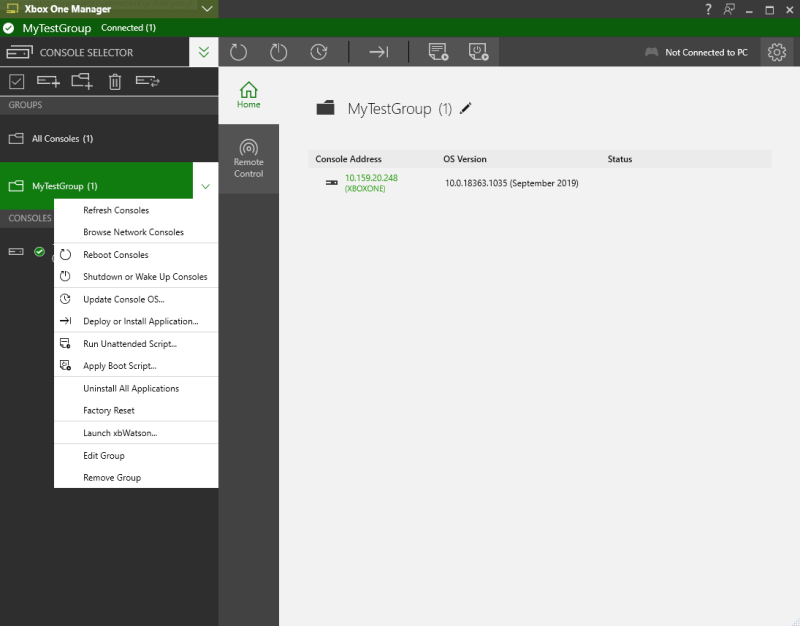 Xbox One Manager
?
MyTestGroup Connected (1)
CONSOLE SELECTOR
Not Connected to PC
GROUPS
All Consoles (1)
MyTestGroup (1)
CONSOLES
Refresh Consoles
Browse Network Consoles
Reboot Consoles
Shutdown or Wake Up Consoles
Update Console OS...
Deploy or Install Application...
Run Unattended Script...
Apply Boot Script...
Uninstall All Applications
Factory Reset
Launch xbWatson...
Edit Group
Remove Group
Home
Remote
Control
MyTestGroup (1)
Console Address OS Version Status
10.159.20.248
(XBOXONE)
10.0.18363.1035 (September 2019)